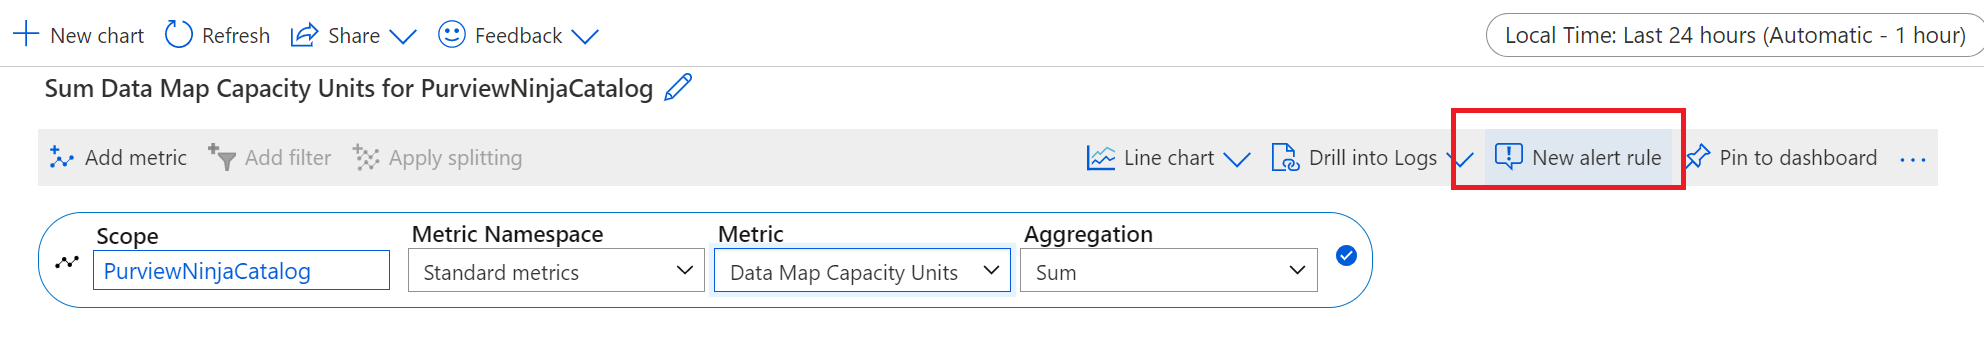 New chart Refresh Share Feedback Local Time: Last 24 hours (Automatic - 1 hour)
Sum Data Map Capacity Units for PurviewNinjaCatalog
Add metric Add filter Apply splitting Line chart Drill into Logs New alert rule Pin to dashboard ...
Scope Metric Namespace Metric Aggregation
PurviewNinjaCatalog Standard metrics Data Map Capacity Units Sum